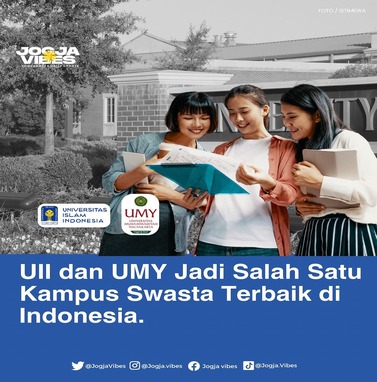 FOTO / ISTIMEWA
JOGJA
VIBES
UNIVERSITY
UNIVERSITAS
ISLAM
INDONESIA
UMY
UII dan UMY Jadi Salah Satu
Kampus Swasta Terbaik di
Indonesia.
@JogjaVibes
@Jogja.vibes
Jogja vibes
@Jogja.Vibes